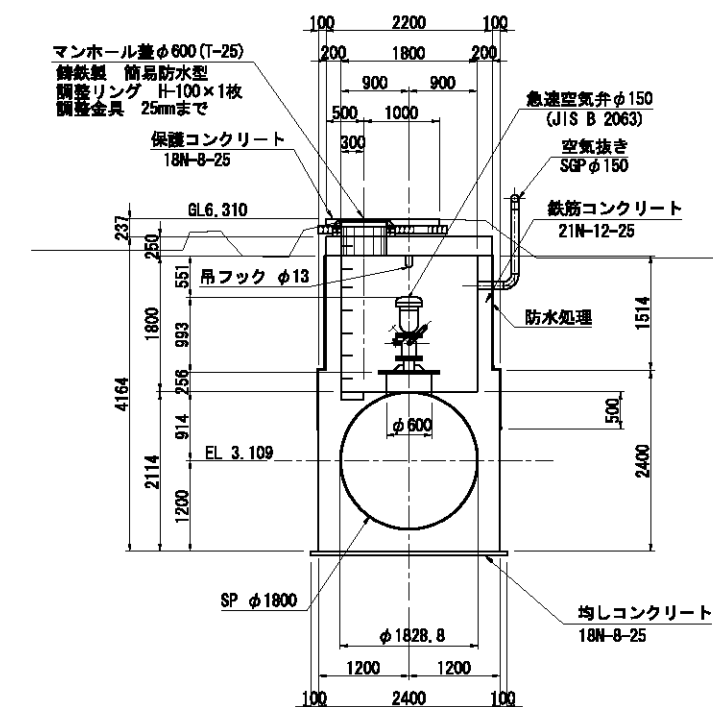 100 2200 100
200 1800 200
900 900
500 1000
300
マンホール蓋φ600(T-25)
鋳鉄製 簡易防水型
調整リング H-100×1枚
調整金具 25mmまで
保護コンクリート
18N-8-25
急速空気弁φ150
(JIS B 2063)
空気抜き
SGPφ150
鉄筋コンクリート
21N-12-25
GL6.310
237
250
551
吊フック φ13
防水処理
1800
993
1514
4164
256
914
φ600
500
EL 3.109
2114
2400
1200
SP φ1800
均しコンクリート
18N-8-25
φ1828.8
1200 1200
100 2400 100